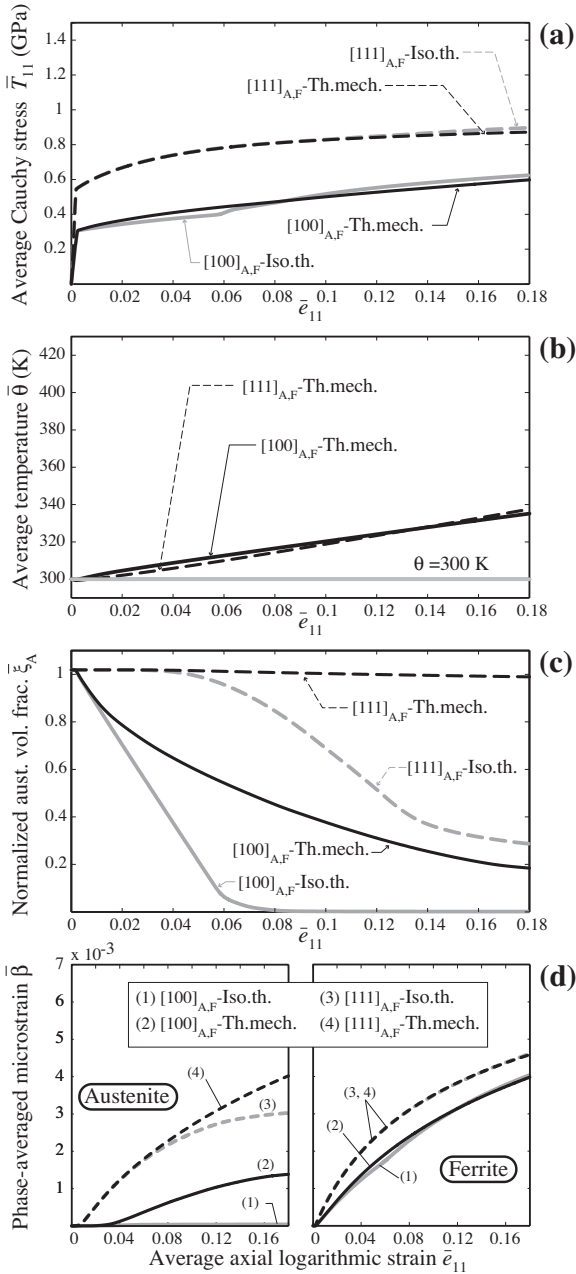 (a)
Average Cauchy stress T̄₁₁ (GPa)
1.4
1.2
1
0.8
0.6
0.4
0.2
[111]A,F-Iso.th.
[111]A,F-Th.mech.
[100]A,F-Th.mech.
[100]A,F-Iso.th.
0 0.02 0.04 0.06 0.08 0.1 0.12 0.14 0.16 0.18
ē₁₁
(b)
Average temperature θ̄ (K)
420
400
380
360
340
320
300
[111]A,F-Th.mech.
[100]A,F-Th.mech.
θ =300 K
0 0.02 0.04 0.06 0.08 0.1 0.12 0.14 0.16 0.18
ē₁₁
(c)
Normalized aust. vol. frac. ξ̄A
1
0.8
0.6
0.4
0.2
[111]A,F-Th.mech.
[111]A,F-Iso.th.
[100]A,F-Th.mech.
[100]A,F-Iso.th.
0 0.02 0.04 0.06 0.08 0.1 0.12 0.14 0.16 0.18
ē₁₁
(d)
Phase-averaged microstrain β̄
x 10⁻³
7
6
5
4
3
2
1
(1) [100]A,F-Iso.th.
(2) [100]A,F-Th.mech.
(3) [111]A,F-Iso.th.
(4) [111]A,F-Th.mech.
Austenite
(4)
(3)
(2)
(1)
(3, 4)
(2)
(1)
Ferrite
0 0.04 0.08 0.12 0.16
0 0.04 0.08 0.12 0.16
Average axial logarithmic strain ē₁₁